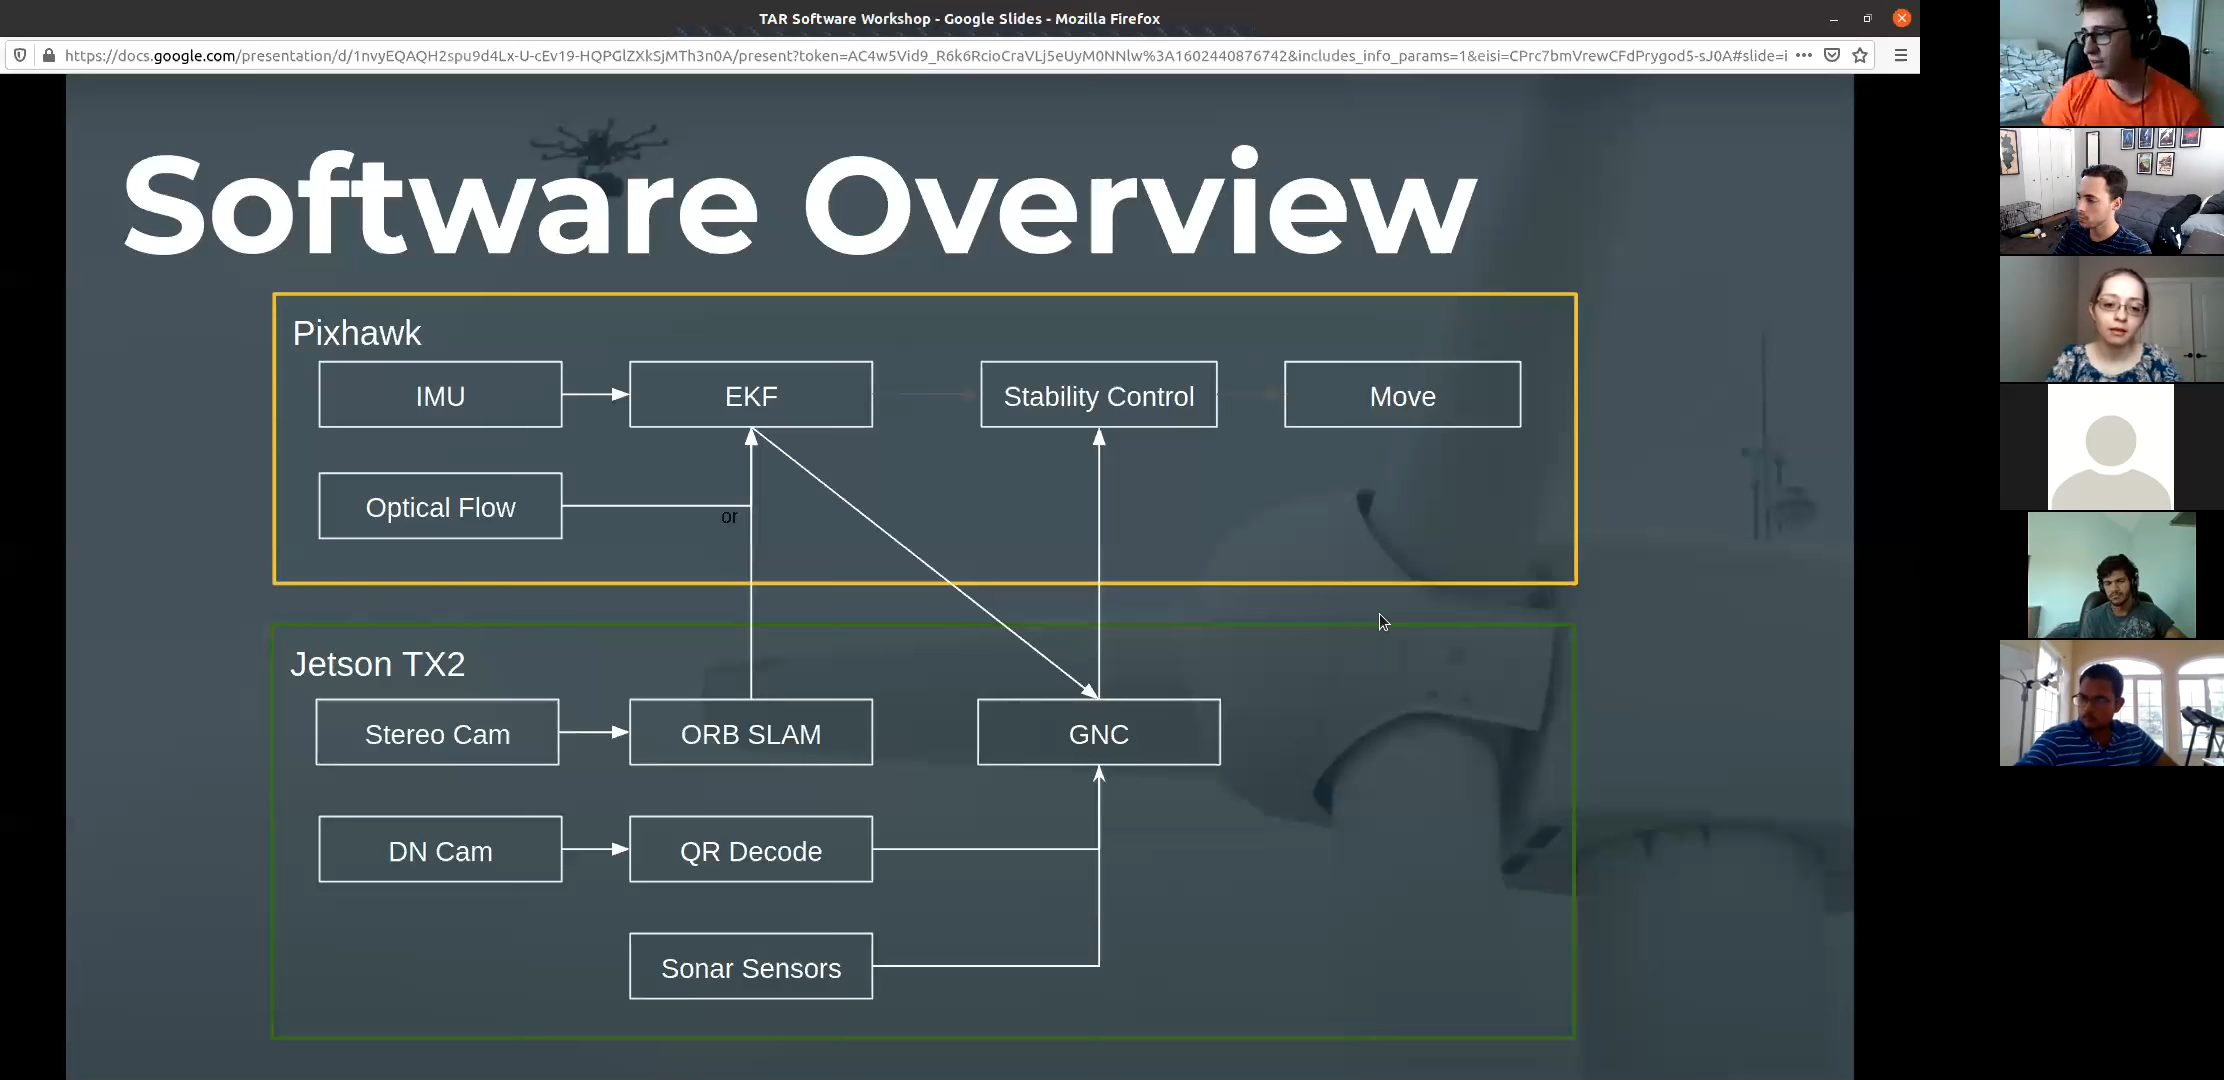 TAR Software Workshop - Google Slides - Mozilla Firefox
https://docs.google.com/presentation/d/1nvyEQAQH2spu9d4Lx-U-cEv19-HQPGlZXkSjMTh3n0A/present?token=AC4w5Vid9_R6k6RcioCraVLj5eUyM0NNlw%3A1602440876742&includes_info_params=1&eisi=CPrc7bmVrewCFdPrygod5-sJ0A#slide=i
Software Overview
Pixhawk
IMU
EKF
Stability Control
Move
Optical Flow
or
Jetson TX2
Stereo Cam
ORB SLAM
GNC
DN Cam
QR Decode
Sonar Sensors